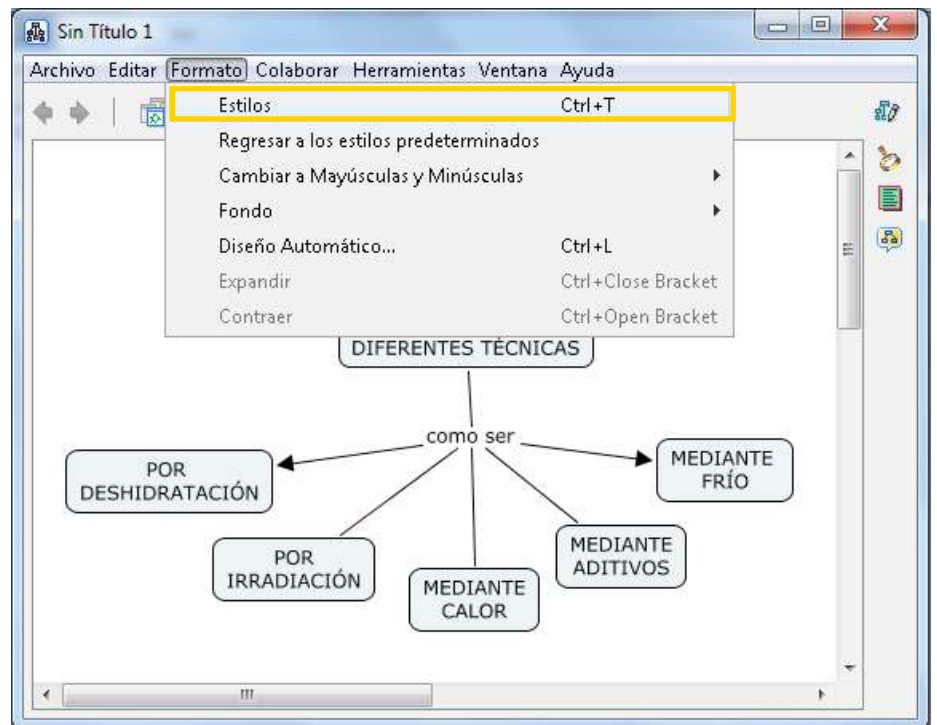 Sin Título 1
Archivo Editar Formato Colaborar Herramientas Ventana Ayuda
Estilos Ctrl+T
Regresar a los estilos predeterminados
Cambiar a Mayúsculas y Minúsculas
Fondo
Diseño Automático... Ctrl+L
Expandir Ctrl+Close Bracket
Contraer Ctrl+Open Bracket
DIFERENTES TÉCNICAS
como ser
POR
DESHIDRATACIÓN
MEDIANTE
FRÍO
POR
IRRADIACIÓN
MEDIANTE
ADITIVOS
MEDIANTE
CALOR